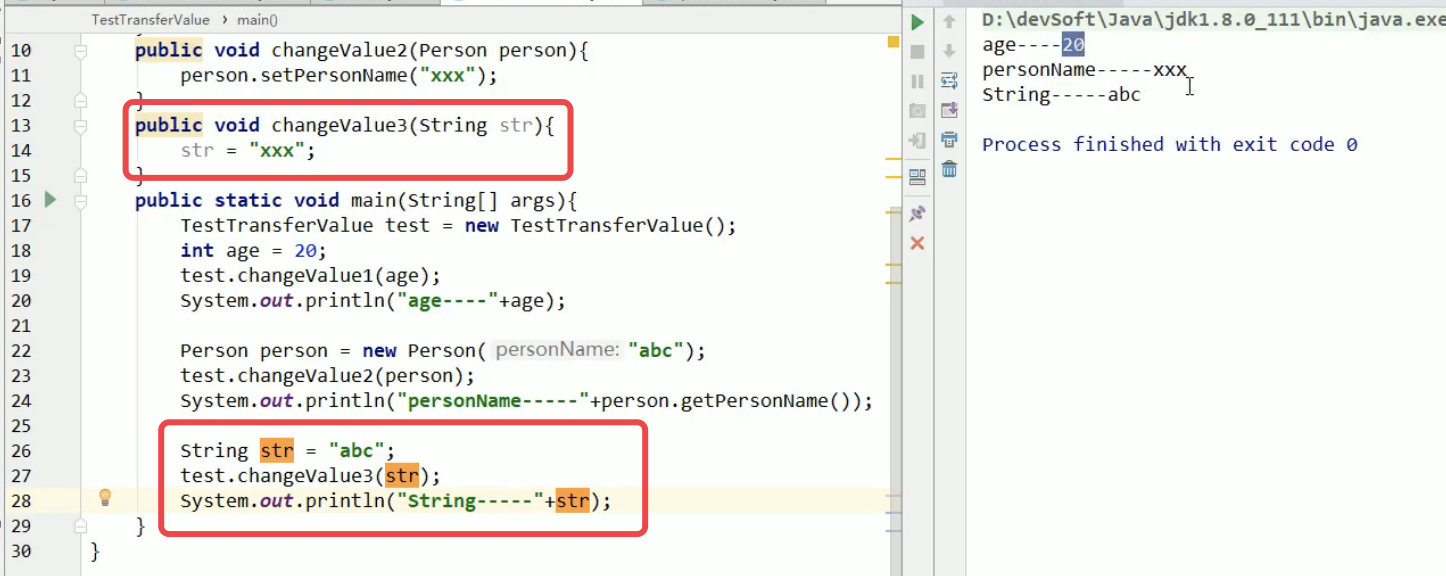 TestTransferValue › main()
10 public void changeValue2(Person person){
11 person.setPersonName("xxx");
12 }
13 public void changeValue3(String str){
14 str = "xxx";
15 }
16 public static void main(String[] args){
17 TestTransferValue test = new TestTransferValue();
18 int age = 20;
19 test.changeValue1(age);
20 System.out.println("age----"+age);
21
22 Person person = new Person( personName: "abc");
23 test.changeValue2(person);
24 System.out.println("personName-----"+person.getPersonName());
25
26 String str = "abc";
27 test.changeValue3(str);
28 System.out.println("String-----"+str);
29 }
30 }
D:\devSoft\Java\jdk1.8.0_111\bin\java.exe
age----20
personName-----xxx
String-----abc
Process finished with exit code 0